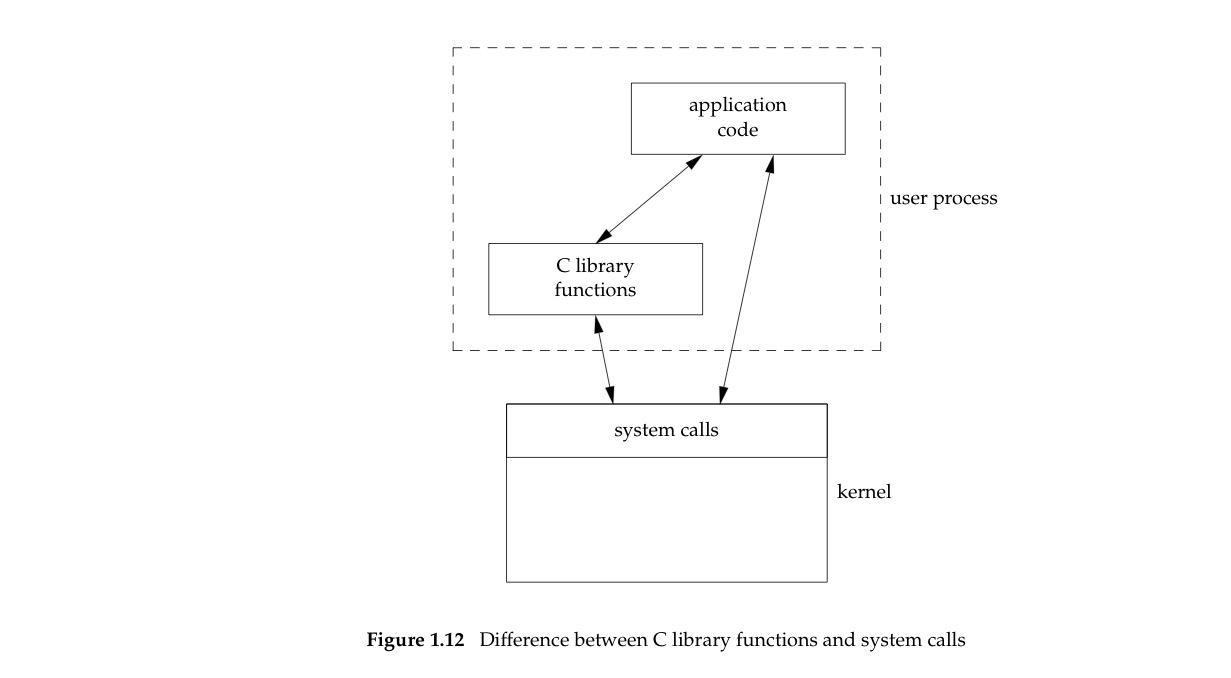 application
code
user process
C library
functions
system calls
kernel
Figure 1.12 Difference between C library functions and system calls